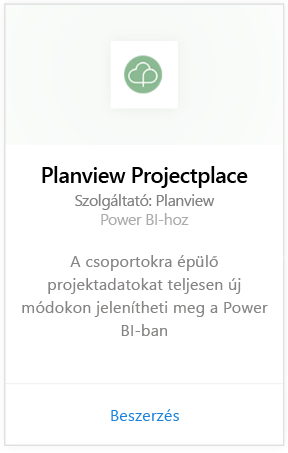 Planview Projectplace
Szolgáltató: Planview
Power BI-hoz
A csoportokra épülő
projektadatokat teljesen új
módokon jelenítheti meg a Power
BI-ban
Beszerzés